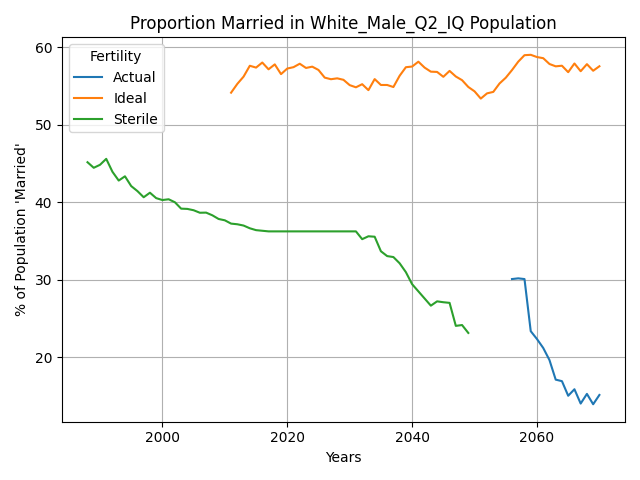 Proportion Married in White_Male_Q2_IQ Population
% of Population 'Married'
60
50
40
30
20
Fertility
Actual
Ideal
Sterile
2000
2020
2040
2060
Years